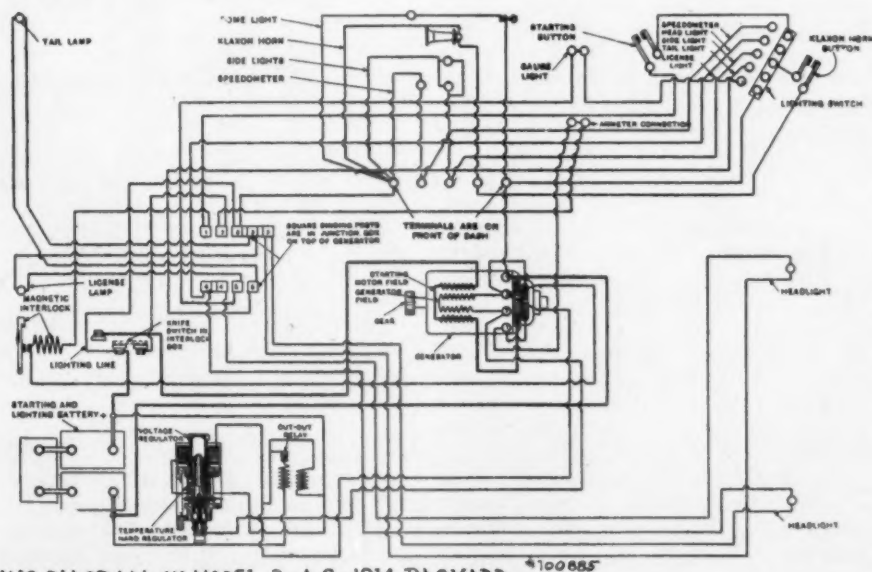 TAIL LAMP
DOME LIGHT
KLAXON HORN
SIDE LIGHTS
SPEEDOMETER
STARTING
BUTTON
GAUGE
LIGHT
SPEEDOMETER
HEAD LIGHT
SIDE LIGHT
TAIL LIGHT
LICENSE
LIGHT
KLAXON HORN
BUTTON
LIGHTING SWITCH
AMMETER CONNECTION
SQUARE BINDING POSTS
ARE IN JUNCTION BOX
ON TOP OF GENERATOR
TERMINALS ARE ON
FRONT OF DASH
LICENSE
LAMP
MAGNETIC
INTERLOCK
KNIFE
SWITCH IN
INTERLOCK
BOX
LIGHTING LINE
STARTING
MOTOR FIELD
GENERATOR
FIELD
GEAR
GENERATOR
HEADLIGHT
STARTING AND
LIGHTING BATTERY +
VOLTAGE
REGULATOR
CUT-OUT
RELAY
TEMPERATURE
HARD REGULATOR
HEADLIGHT
100885
1914 PACKARD